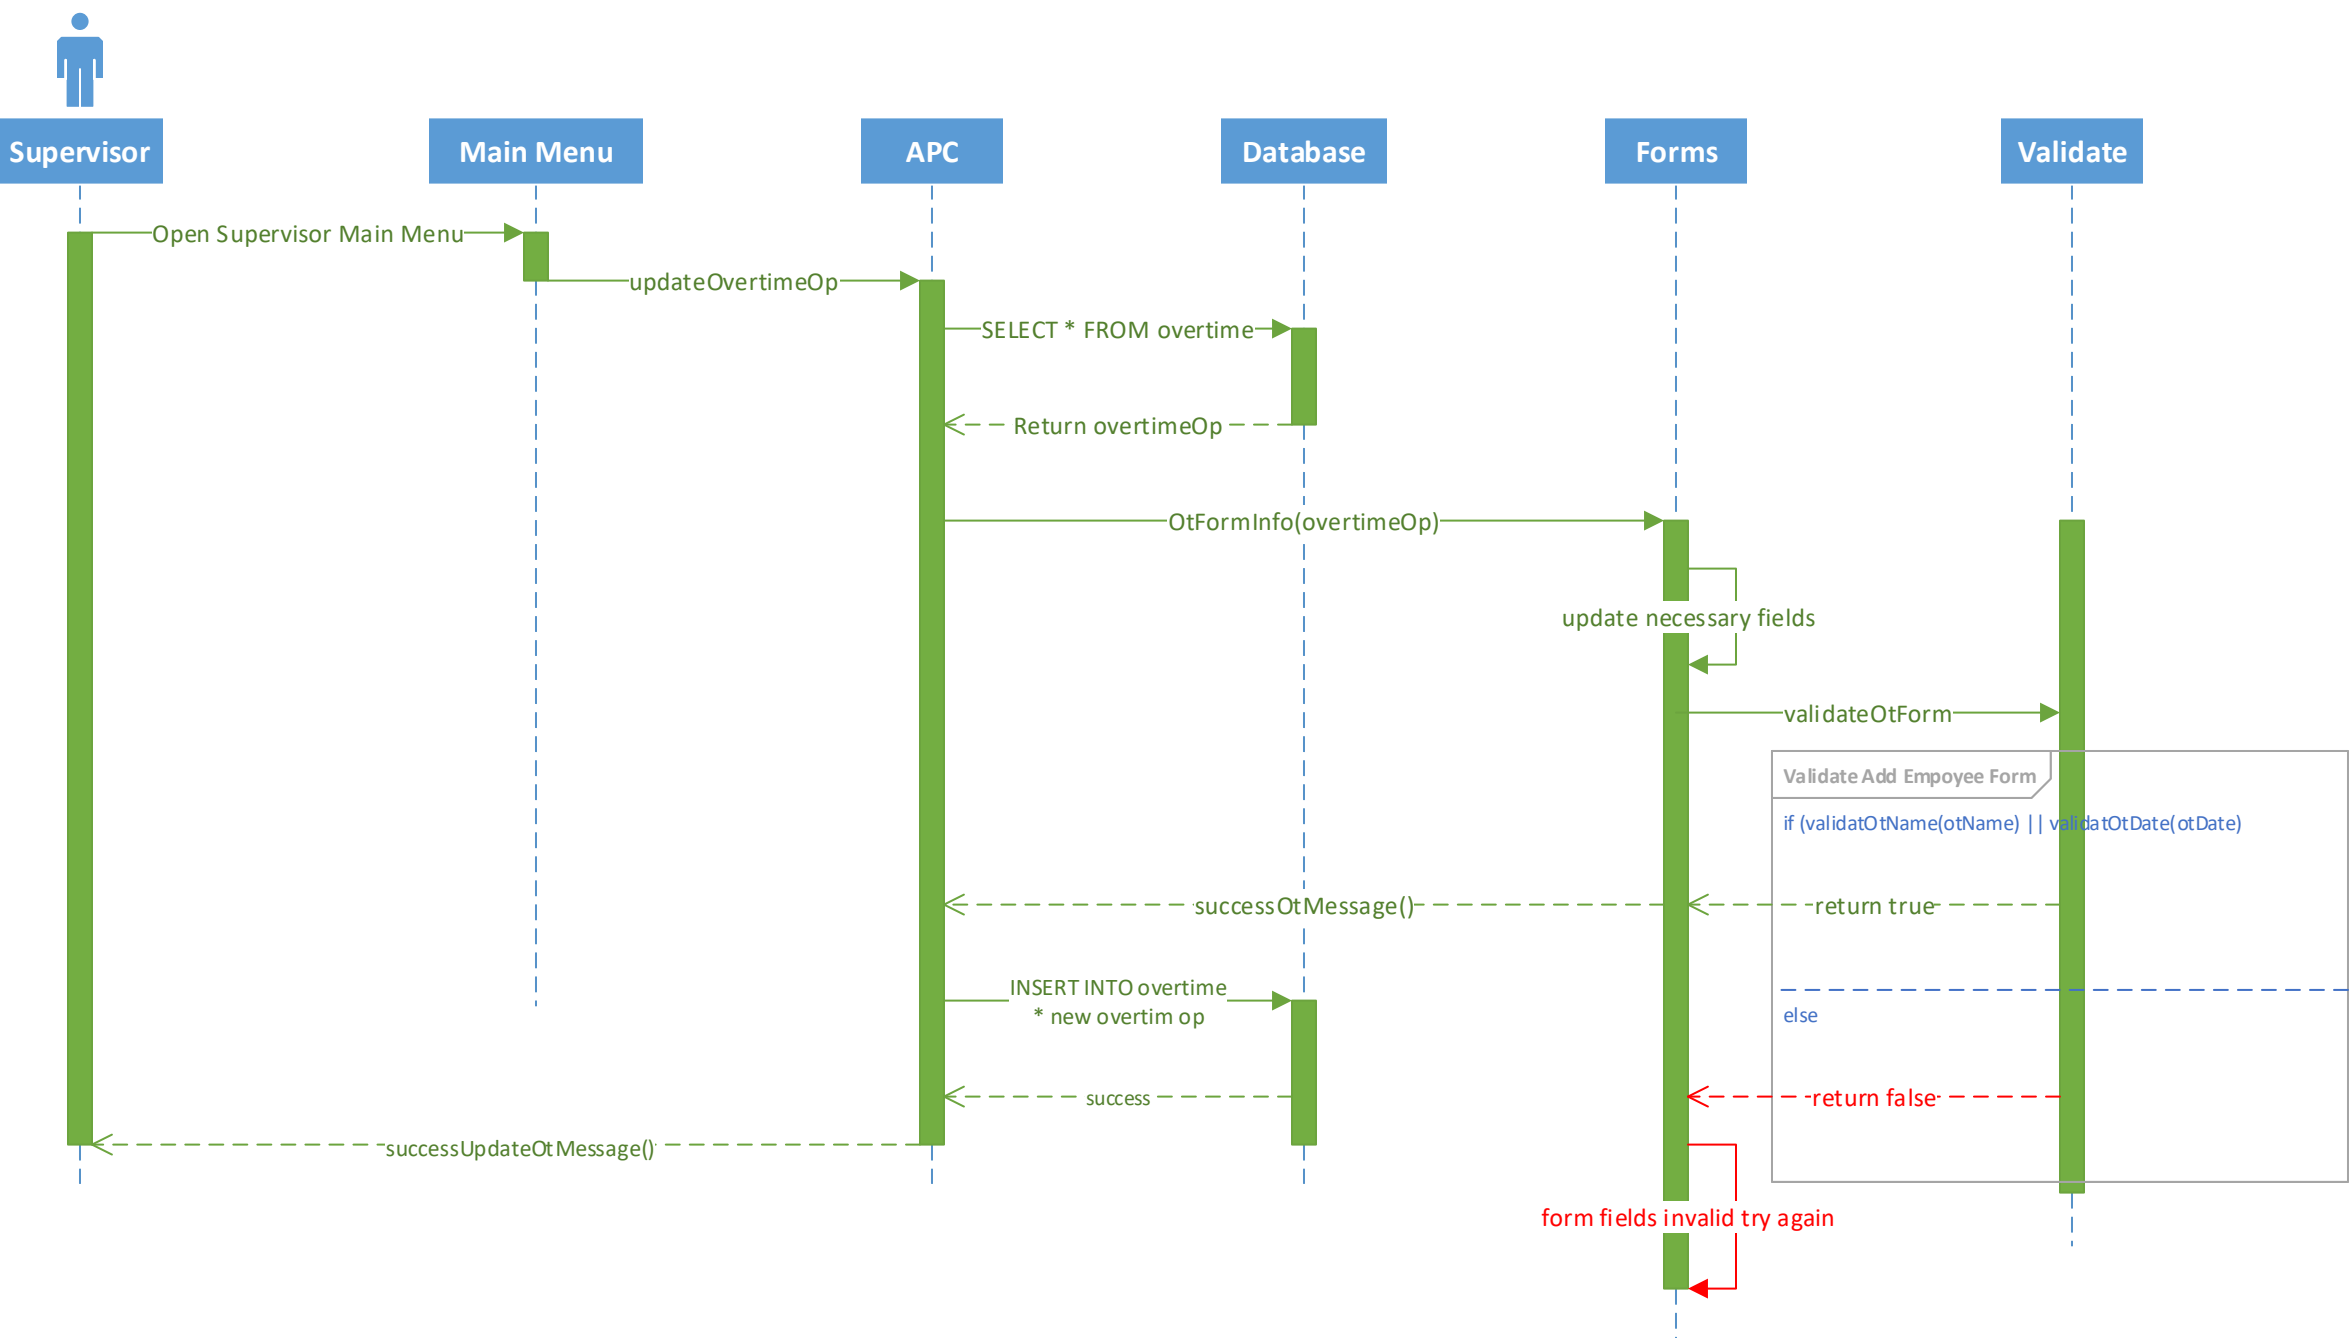 Supervisor
Main Menu
APC
Database
Forms
Validate
Open Supervisor Main Menu
updateOvertimeOp
SELECT * FROM overtime
Return overtimeOp
OtFormInfo(overtimeOp)
update necessary fields
validateOtForm
Validate Add Empoyee Form
if (validatOtName(otName) || validatOtDate(otDate)
successOtMessage()
return true
INSERT INTO overtime
* new overtim op
else
success
return false
successUpdateOtMessage()
form fields invalid try again